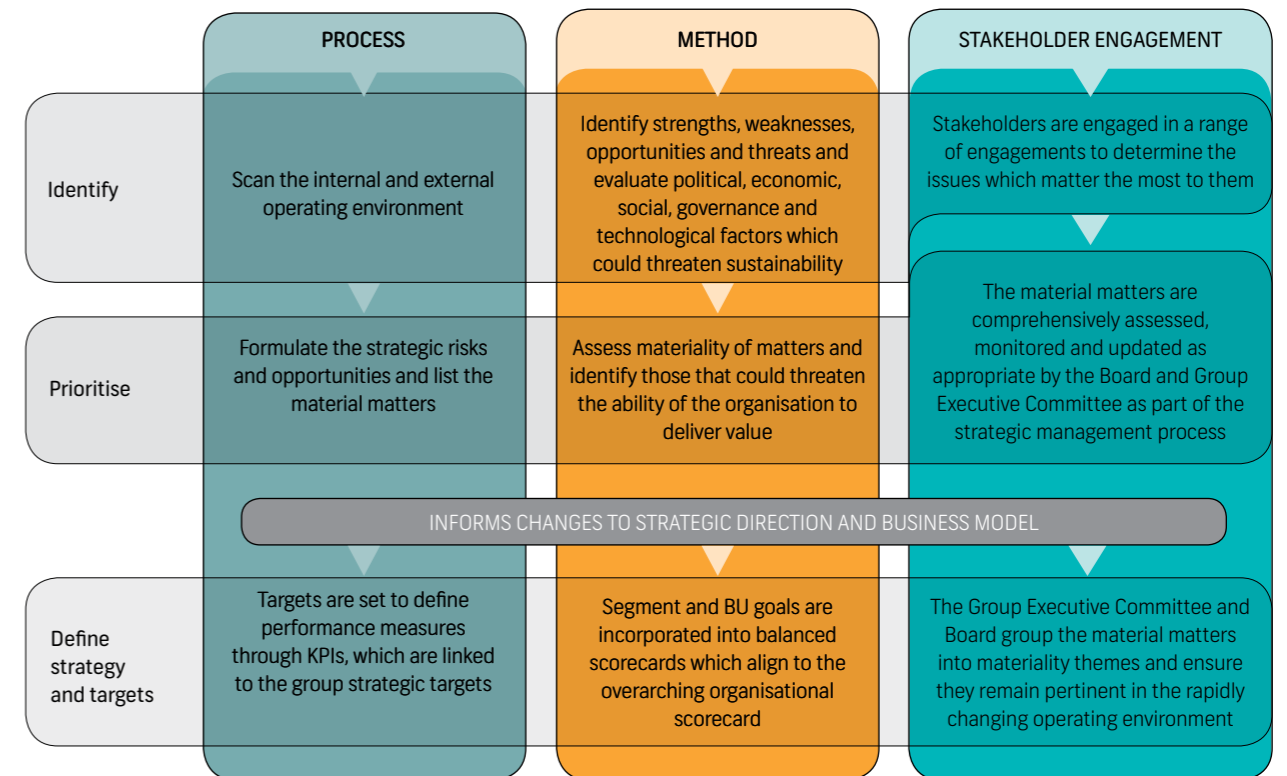 PROCESS
METHOD
STAKEHOLDER ENGAGEMENT
Identify
Scan the internal and external
operating environment
Identify strengths, weaknesses,
opportunities and threats and
evaluate political, economic,
social, governance and
technological factors which
could threaten sustainability
Stakeholders are engaged in a range
of engagements to determine the
issues which matter the most to them
Prioritise
Formulate the strategic risks
and opportunities and list the
material matters
Assess materiality of matters and
identify those that could threaten
the ability of the organisation to
deliver value
The material matters are
comprehensively assessed,
monitored and updated as
appropriate by the Board and Group
Executive Committee as part of the
strategic management process
INFORMS CHANGES TO STRATEGIC DIRECTION AND BUSINESS MODEL
Define
strategy
and targets
Targets are set to define
performance measures
through KPIs, which are linked
to the group strategic targets
Segment and BU goals are
incorporated into balanced
scorecards which align to the
overarching organisational
scorecard
The Group Executive Committee and
Board group the material matters
into materiality themes and ensure
they remain pertinent in the rapidly
changing operating environment